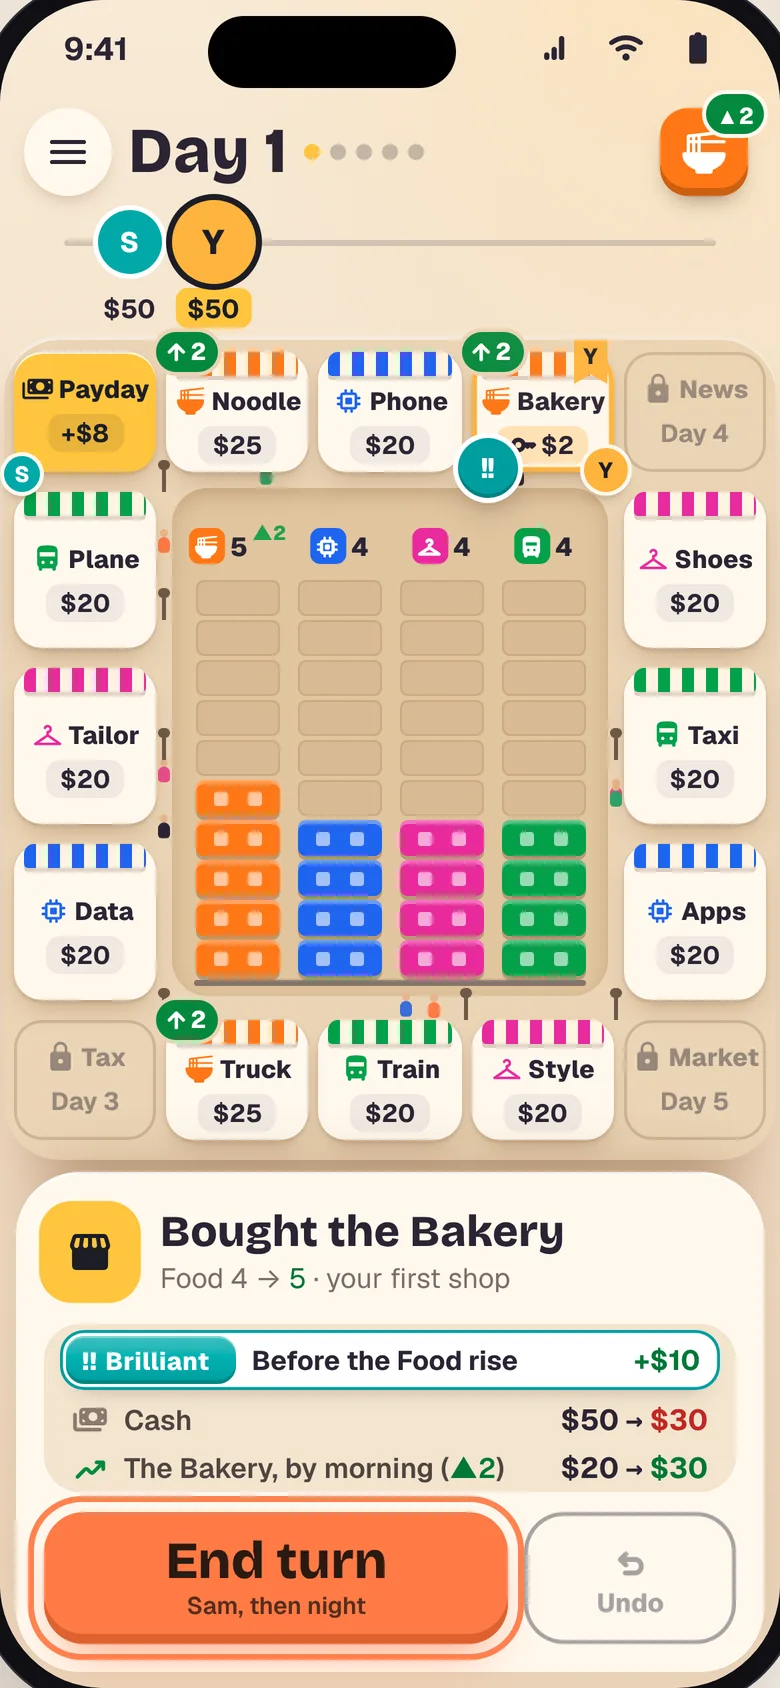 9:41
▲2
Day 1
S
Y
$50
$50
↑2
↑2
Y
Payday
+$8
Noodle
$25
Phone
$20
Bakery
$2
News
Day 4
!!
Y
S
Plane
$20
5 ▲2
4
4
4
Shoes
$20
Tailor
$20
Taxi
$20
Data
$20
Apps
$20
↑2
Tax
Day 3
Truck
$25
Train
$20
Style
$20
Market
Day 5
Bought the Bakery
Food 4 → 5 · your first shop
!! Brilliant Before the Food rise +$10
Cash $50 → $30
The Bakery, by morning (▲2) $20 → $30
End turn
Sam, then night
Undo